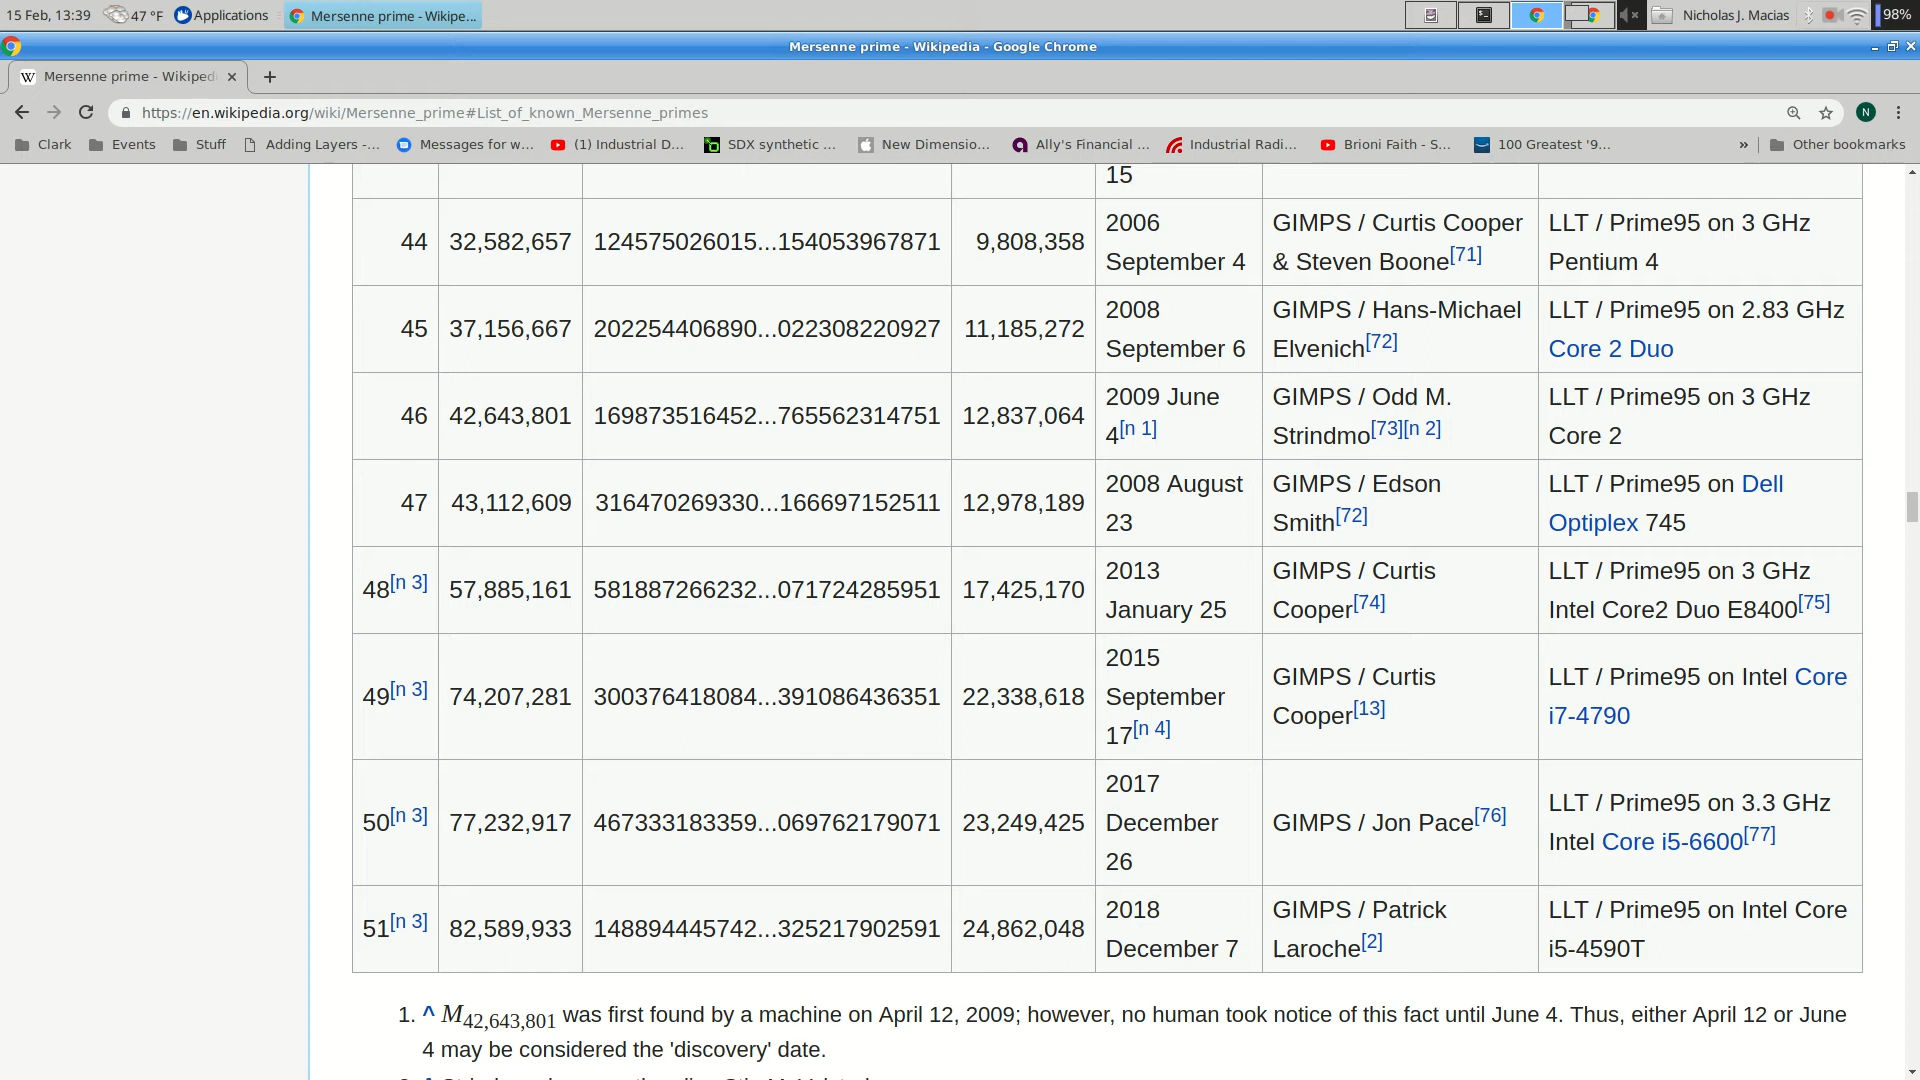 15 Feb, 13:39 47 °F Applications Mersenne prime - Wikipe... Nicholas J. Macias 98%
Mersenne prime - Wikipedia - Google Chrome
W Mersenne prime - Wikiped
https://en.wikipedia.org/wiki/Mersenne_prime#List_of_known_Mersenne_primes N
Clark Events Stuff Adding Layers -... Messages for w... (1) Industrial D... SDX synthetic ... New Dimensio... Ally's Financial ... Industrial Radi... Brioni Faith - S... 100 Greatest '9... » Other bookmarks
15
44 32,582,657 124575026015...154053967871 9,808,358 2006 September 4 GIMPS / Curtis Cooper & Steven Boone[71] LLT / Prime95 on 3 GHz Pentium 4
45 37,156,667 202254406890...022308220927 11,185,272 2008 September 6 GIMPS / Hans-Michael Elvenich[72] LLT / Prime95 on 2.83 GHz Core 2 Duo
46 42,643,801 169873516452...765562314751 12,837,064 2009 June 4[n 1] GIMPS / Odd M. Strindmo[73][n 2] LLT / Prime95 on 3 GHz Core 2
47 43,112,609 316470269330...166697152511 12,978,189 2008 August 23 GIMPS / Edson Smith[72] LLT / Prime95 on Dell Optiplex 745
48[n 3] 57,885,161 581887266232...071724285951 17,425,170 2013 January 25 GIMPS / Curtis Cooper[74] LLT / Prime95 on 3 GHz Intel Core2 Duo E8400[75]
49[n 3] 74,207,281 300376418084...391086436351 22,338,618 2015 September 17[n 4] GIMPS / Curtis Cooper[13] LLT / Prime95 on Intel Core i7-4790
50[n 3] 77,232,917 467333183359...069762179071 23,249,425 2017 December 26 GIMPS / Jon Pace[76] LLT / Prime95 on 3.3 GHz Intel Core i5-6600[77]
51[n 3] 82,589,933 148894445742...325217902591 24,862,048 2018 December 7 GIMPS / Patrick Laroche[2] LLT / Prime95 on Intel Core i5-4590T
1. ^ M42,643,801 was first found by a machine on April 12, 2009; however, no human took notice of this fact until June 4. Thus, either April 12 or June
4 may be considered the 'discovery' date.